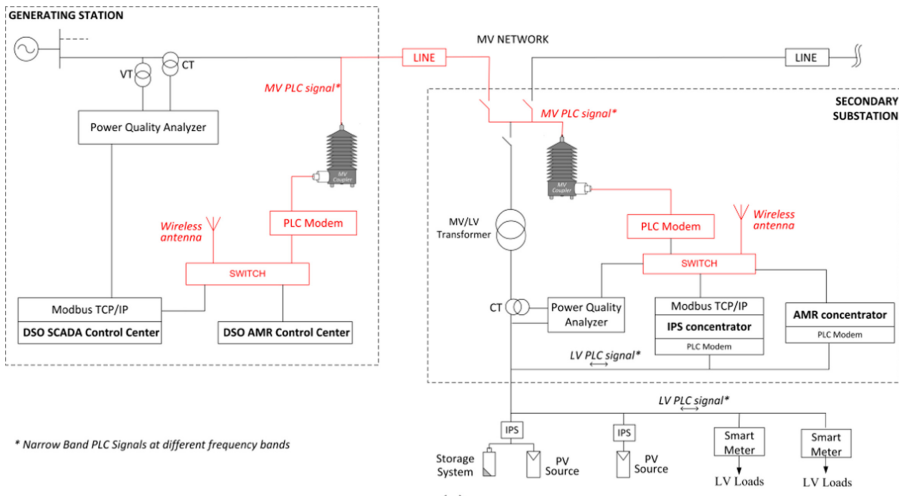 GENERATING STATION
VT
CT
Power Quality Analyzer
MV PLC signal*
MV
Coupler
PLC Modem
Wireless
antenna
SWITCH
Modbus TCP/IP
DSO SCADA Control Center
DSO AMR Control Center
LINE
MV NETWORK
LINE
SECONDARY
SUBSTATION
MV PLC signal*
MV
Coupler
MV/LV
Transformer
PLC Modem
Wireless
antenna
SWITCH
CT
Power Quality
Analyzer
Modbus TCP/IP
IPS concentrator
PLC Modem
AMR concentrator
PLC Modem
LV PLC signal*
LV PLC signal*
IPS
IPS
Storage
System
PV
Source
PV
Source
Smart
Meter
Smart
Meter
LV Loads
LV Loads
* Narrow Band PLC Signals at different frequency bands